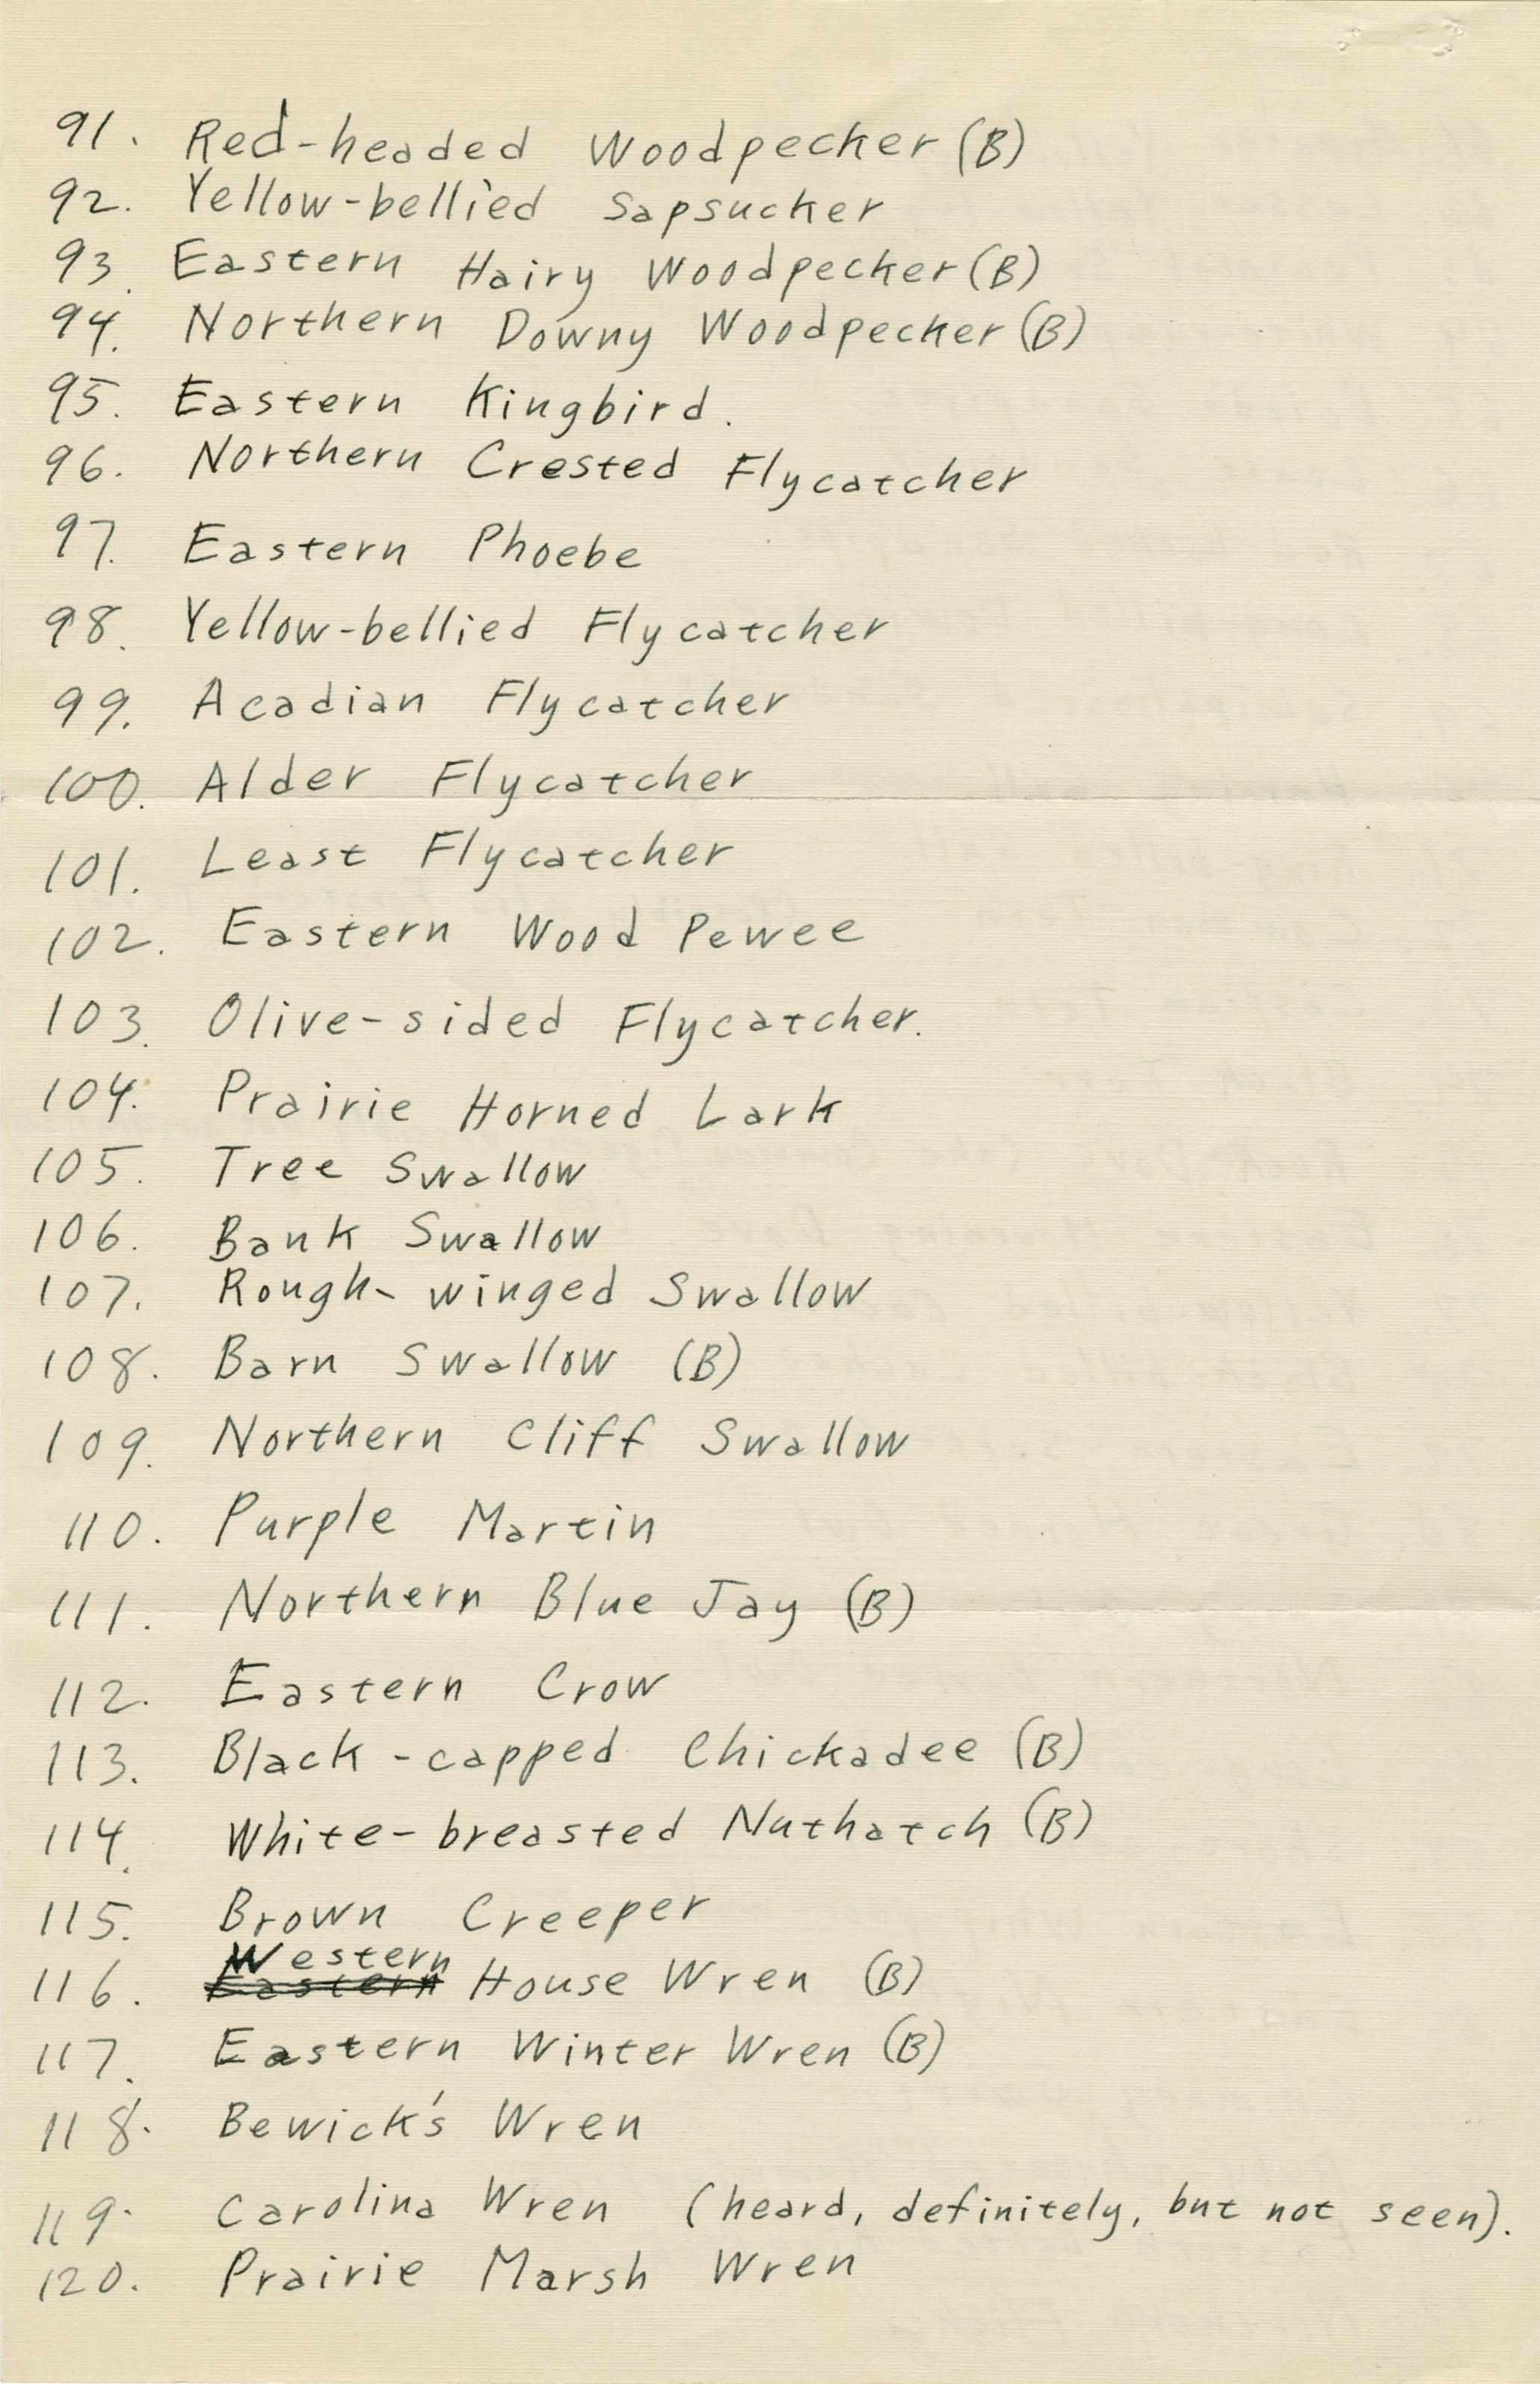 91. Red-headed Woodpecker (B)
92. Yellow-bellied Sapsucker
93. Eastern Hairy Woodpecker (B)
94. Northern Downy Woodpecker (B)
95. Eastern Kingbird.
96. Northern Crested Flycatcher
97. Eastern Phoebe
98. Yellow-bellied Flycatcher
99. Acadian Flycatcher
100. Alder Flycatcher
101. Least Flycatcher
102. Eastern Wood Pewee
103. Olive-sided Flycatcher.
104. Prairie Horned Lark
105. Tree Swallow
106. Bank Swallow
107. Rough-winged Swallow
108. Barn Swallow (B)
109. Northern Cliff Swallow
110. Purple Martin
111. Northern Blue Jay (B)
112. Eastern Crow
113. Black-capped Chickadee (B)
114. White-breasted Nuthatch (B)
115. Brown Creeper
Western
116. Eastern House Wren (B)
117. Eastern Winter Wren (B)
118. Bewick's Wren
119. Carolina Wren (heard, definitely, but not seen).
120. Prairie Marsh Wren